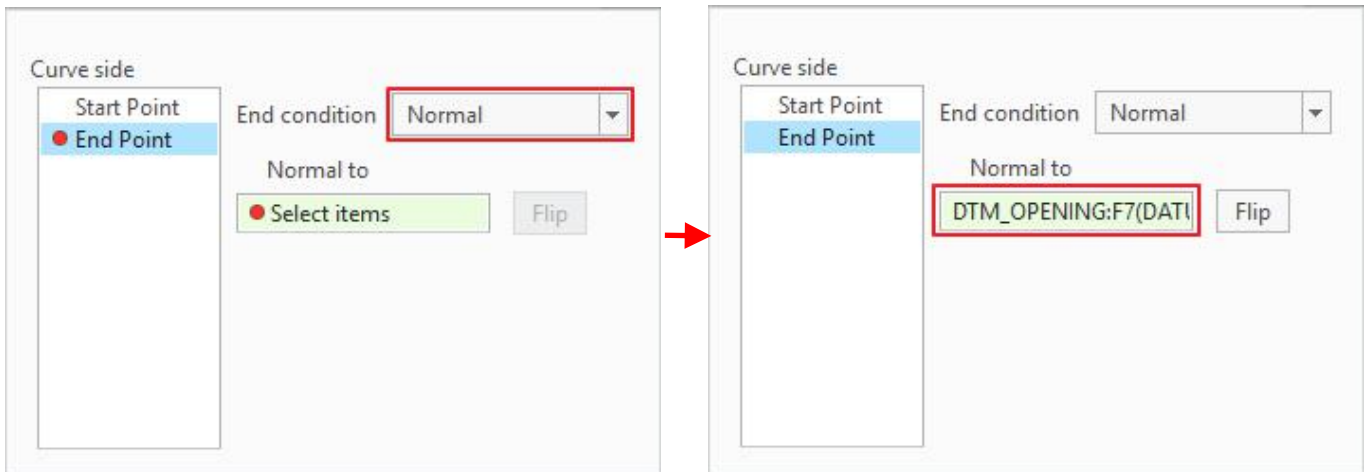 Curve side
Start Point
End Point
End condition
Normal
Normal to
Select items
Flip
Curve side
Start Point
End Point
End condition
Normal
Normal to
DTM_OPENING:F7(DATU
Flip